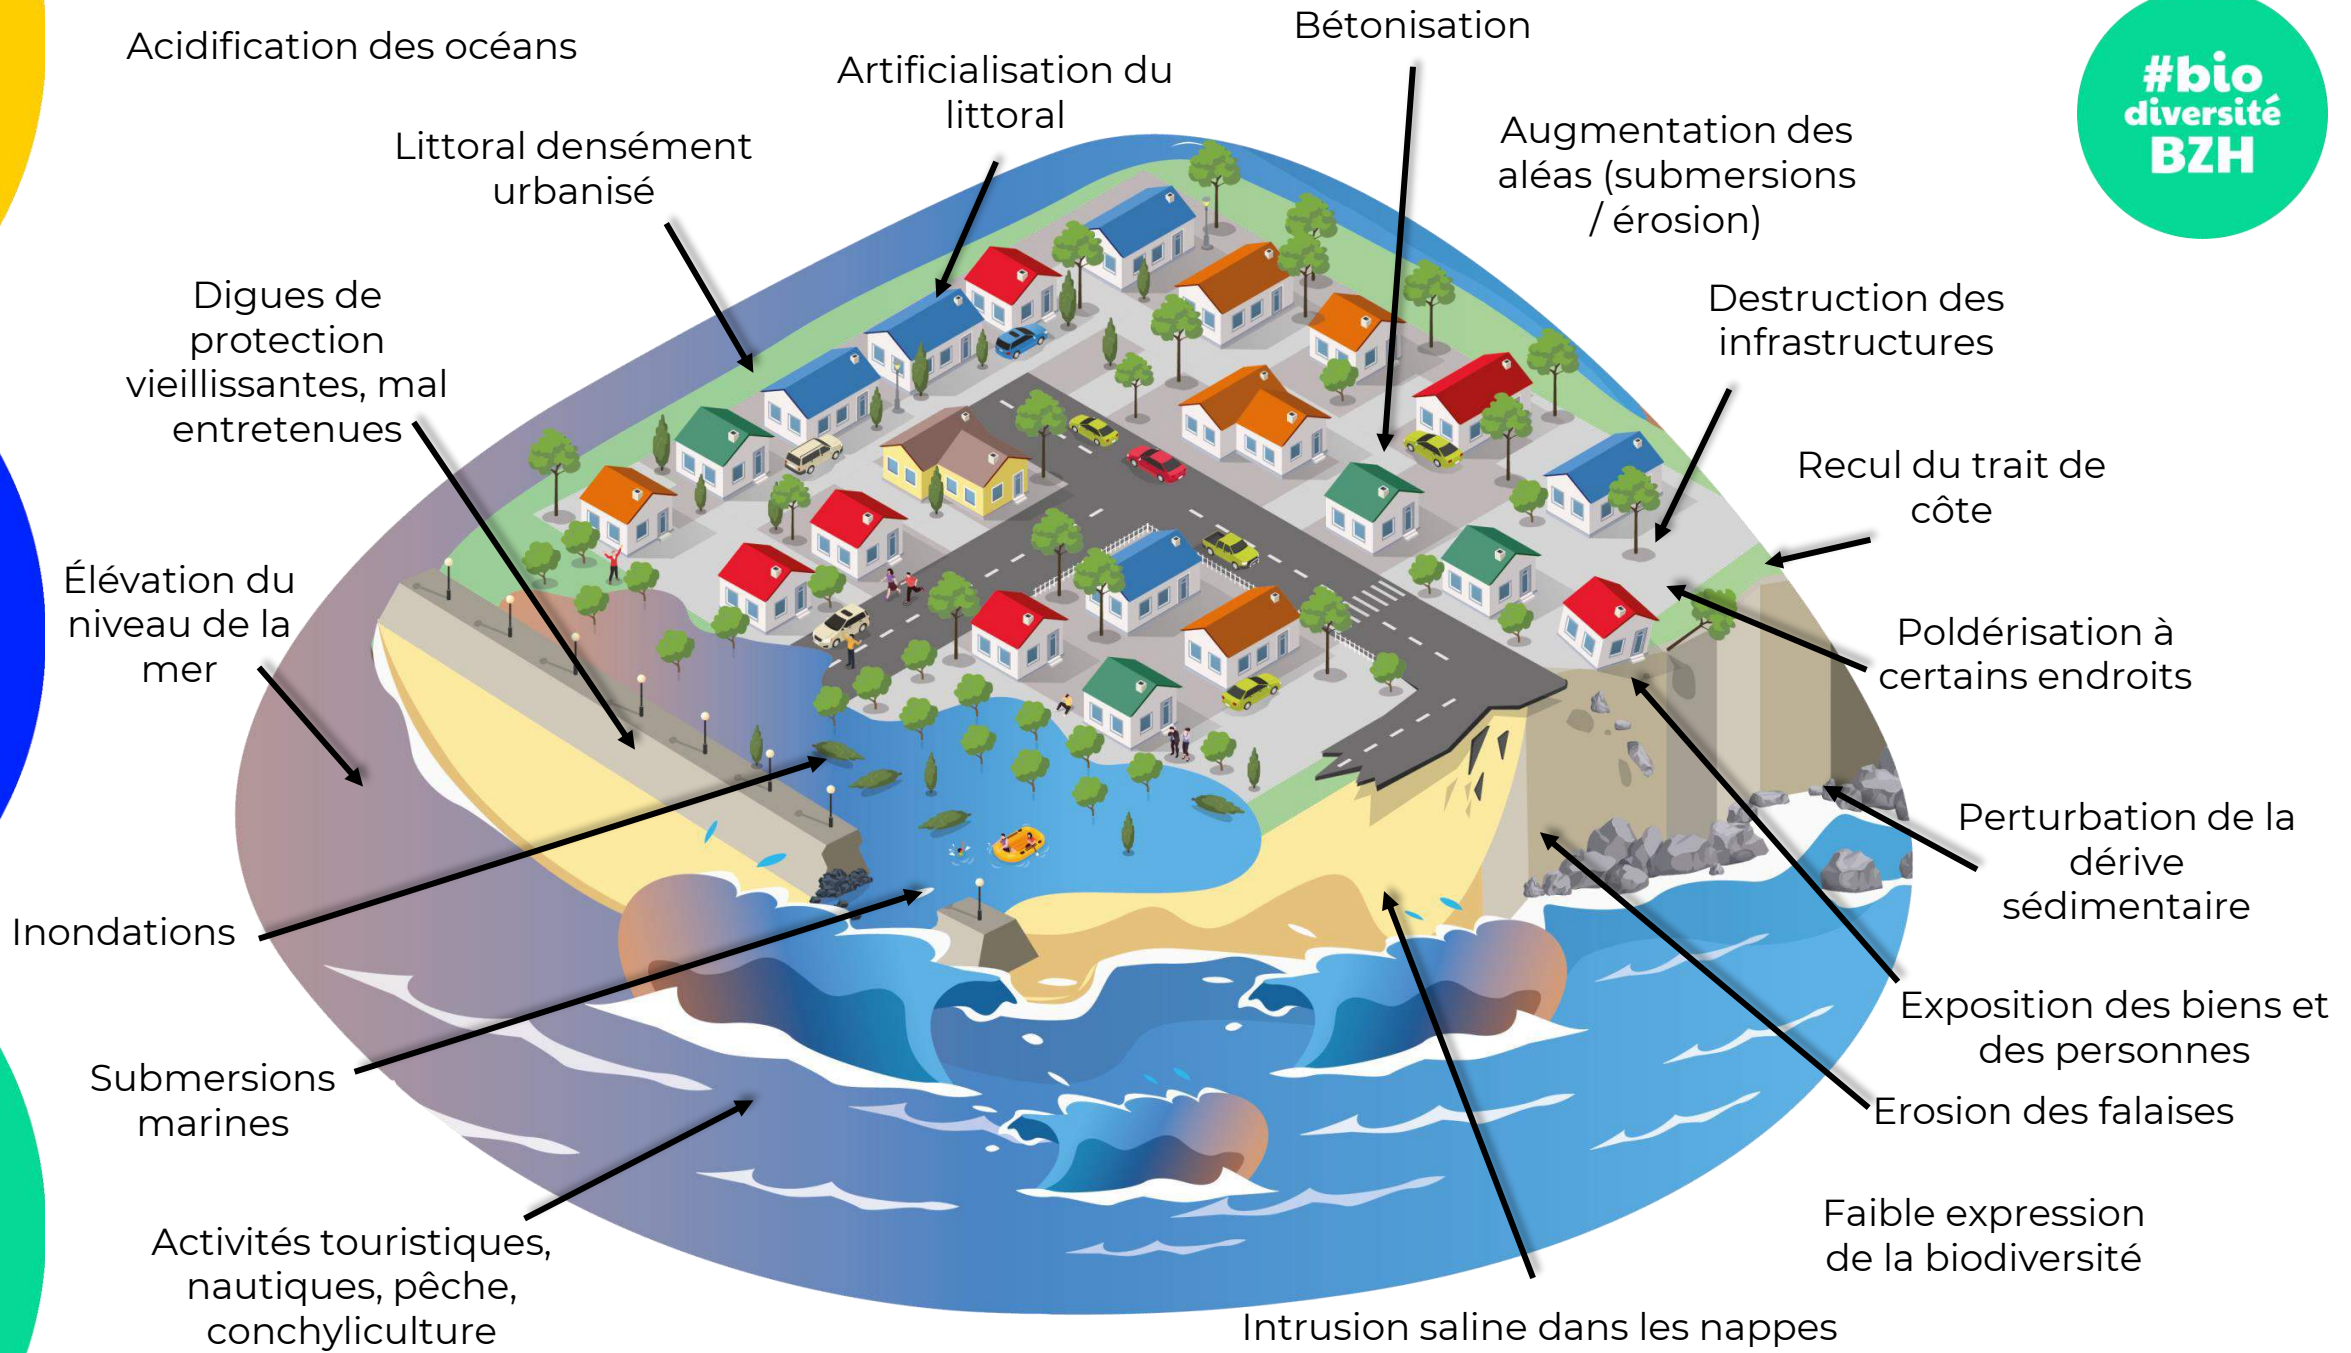 Acidification des océans
Bétonisation
#bio
diversité
BZH
Artificialisation du
littoral
Littoral densément
urbanisé
Augmentation des
aléas (submersions
/ érosion)
Digues de
protection
vieillissantes, mal
entretenues
Destruction des
infrastructures
Recul du trait de
côte
Élévation du
niveau de la
mer
Poldérisation à
certains endroits
Perturbation de la
dérive
sédimentaire
Inondations
Exposition des biens et
des personnes
Submersions
marines
Erosion des falaises
Activités touristiques,
nautiques, pêche,
conchyliculture
Faible expression
de la biodiversité
Intrusion saline dans les nappes